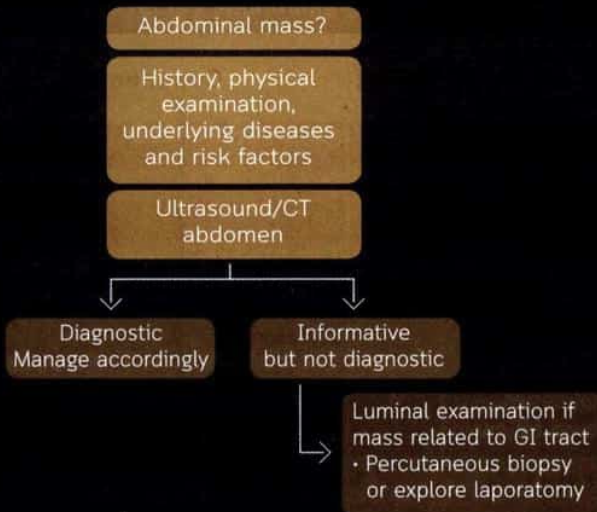 Abdominal mass?
History, physical
examination,
underlying diseases
and risk factors
Ultrasound/CT
abdomen
Diagnostic
Manage accordingly
Informative
but not diagnostic
Luminal examination if
mass related to GI tract
• Percutaneous biopsy
or explore laporatomy